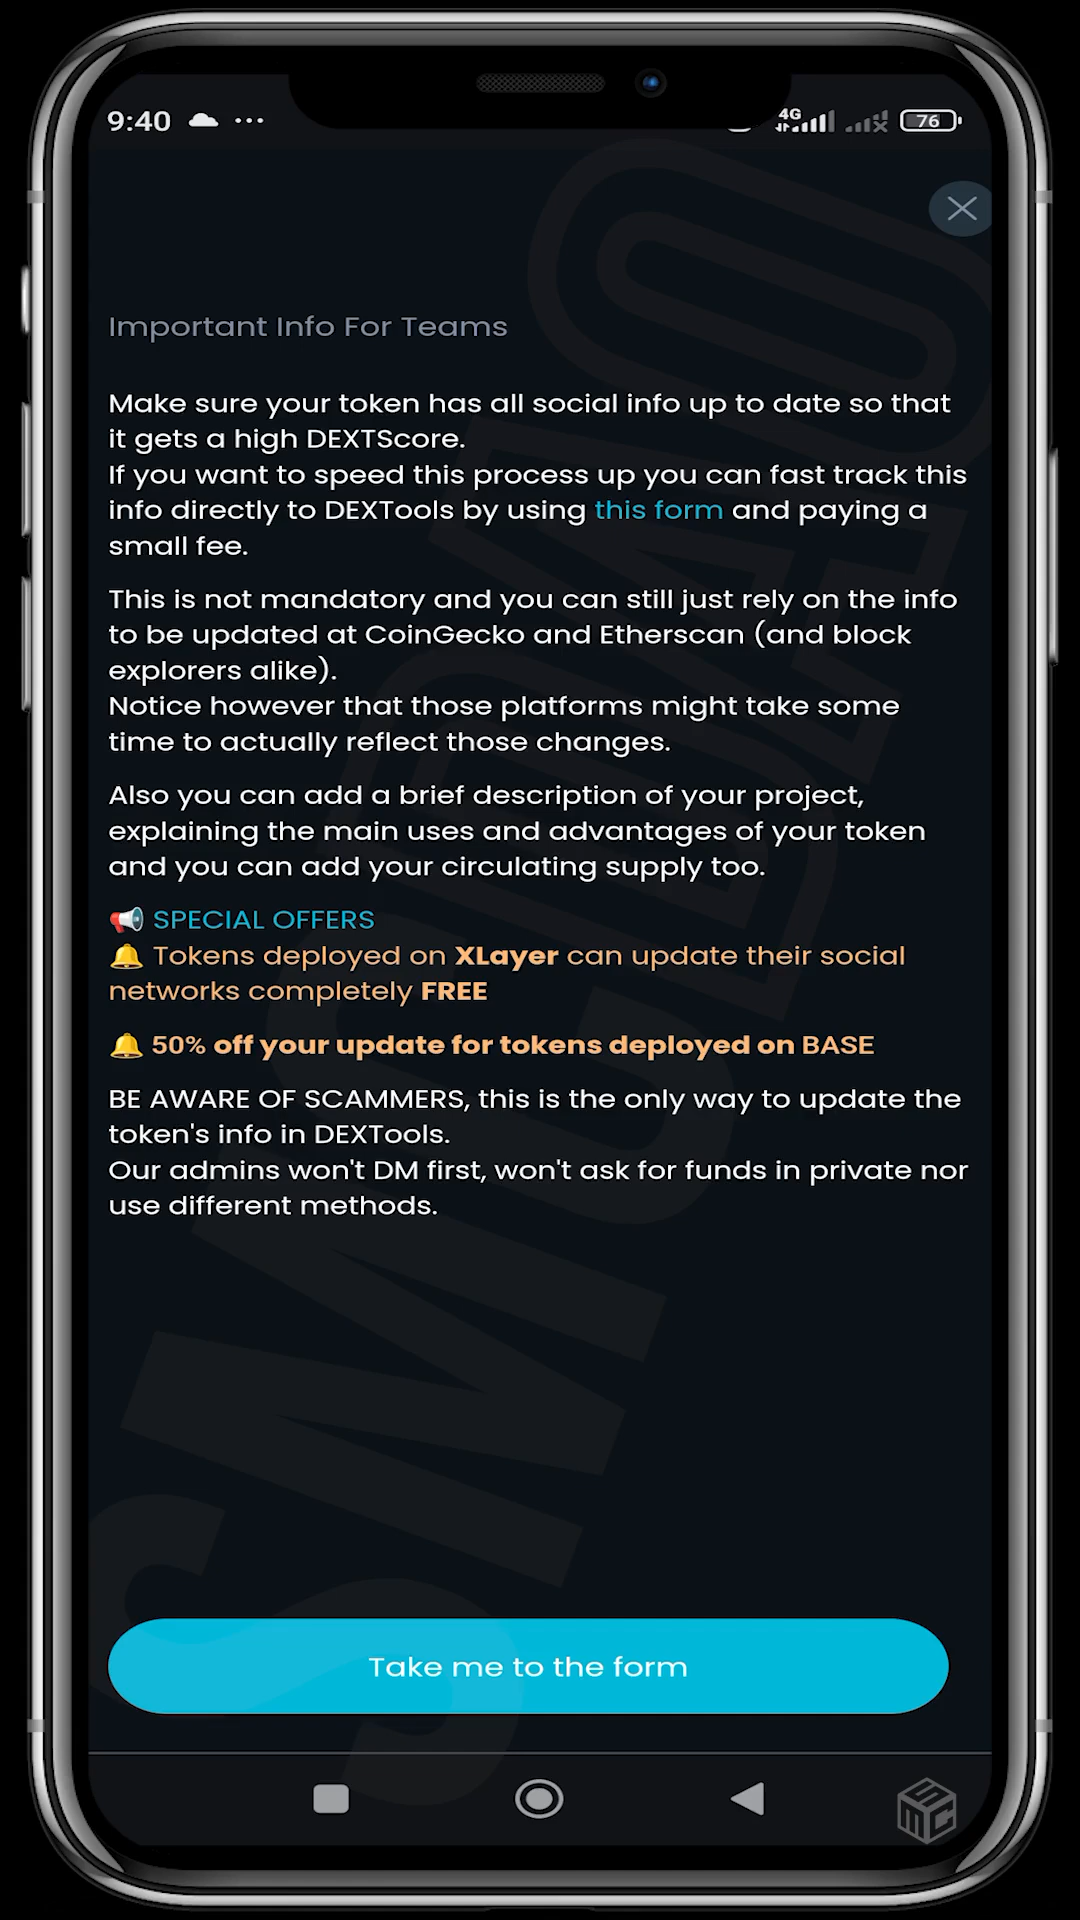 9:40
4G
76
Important Info For Teams
Make sure your token has all social info up to date so that
it gets a high DEXTScore.
If you want to speed this process up you can fast track this
info directly to DEXTools by using this form and paying a
small fee.
This is not mandatory and you can still just rely on the info
to be updated at CoinGecko and Etherscan (and block
explorers alike).
Notice however that those platforms might take some
time to actually reflect those changes.
Also you can add a brief description of your project,
explaining the main uses and advantages of your token
and you can add your circulating supply too.
📢 SPECIAL OFFERS
🔔 Tokens deployed on XLayer can update their social
networks completely FREE
🔔 50% off your update for tokens deployed on BASE
BE AWARE OF SCAMMERS, this is the only way to update the
token's info in DEXTools.
Our admins won't DM first, won't ask for funds in private nor
use different methods.
Take me to the form
SMC